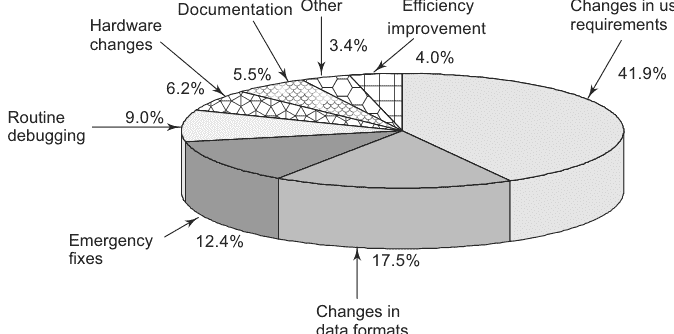 Documentation
Other
Efficiency
improvement
Changes in us
requirements
Hardware
changes
3.4%
4.0%
41.9%
5.5%
6.2%
9.0%
Routine
debugging
Emergency
fixes
12.4%
17.5%
Changes in
data formats